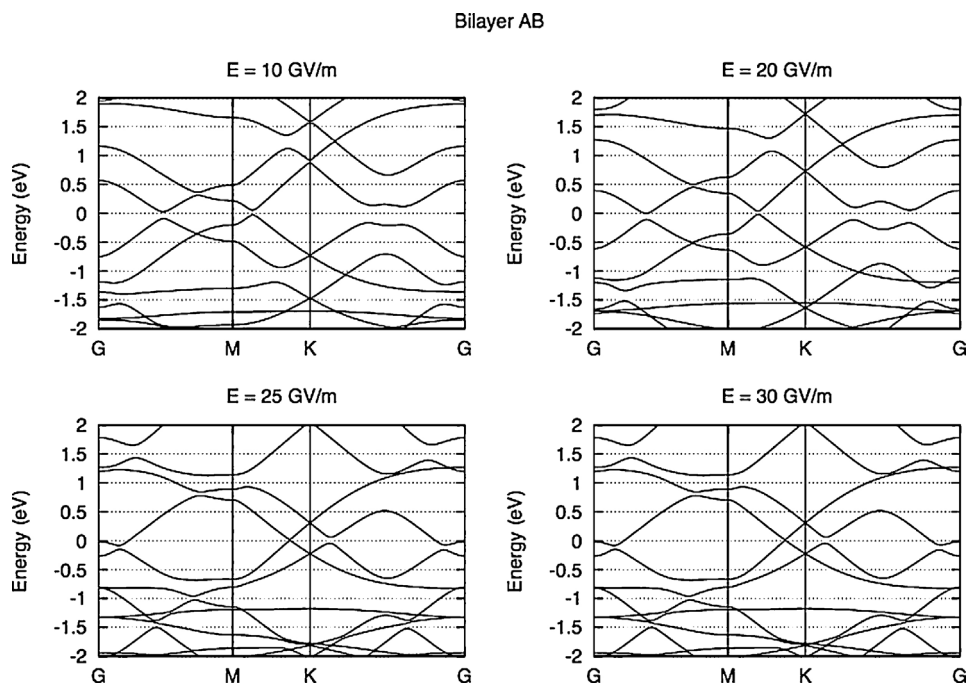 Bilayer AB
E = 10 GV/m
E = 20 GV/m
Energy (eV)
2
1.5
1
0.5
0
-0.5
-1
-1.5
-2
G
M
K
G
Energy (eV)
2
1.5
1
0.5
0
-0.5
-1
-1.5
-2
G
M
K
G
E = 25 GV/m
E = 30 GV/m
Energy (eV)
2
1.5
1
0.5
0
-0.5
-1
-1.5
-2
G
M
K
G
Energy (eV)
2
1.5
1
0.5
0
-0.5
-1
-1.5
-2
G
M
K
G